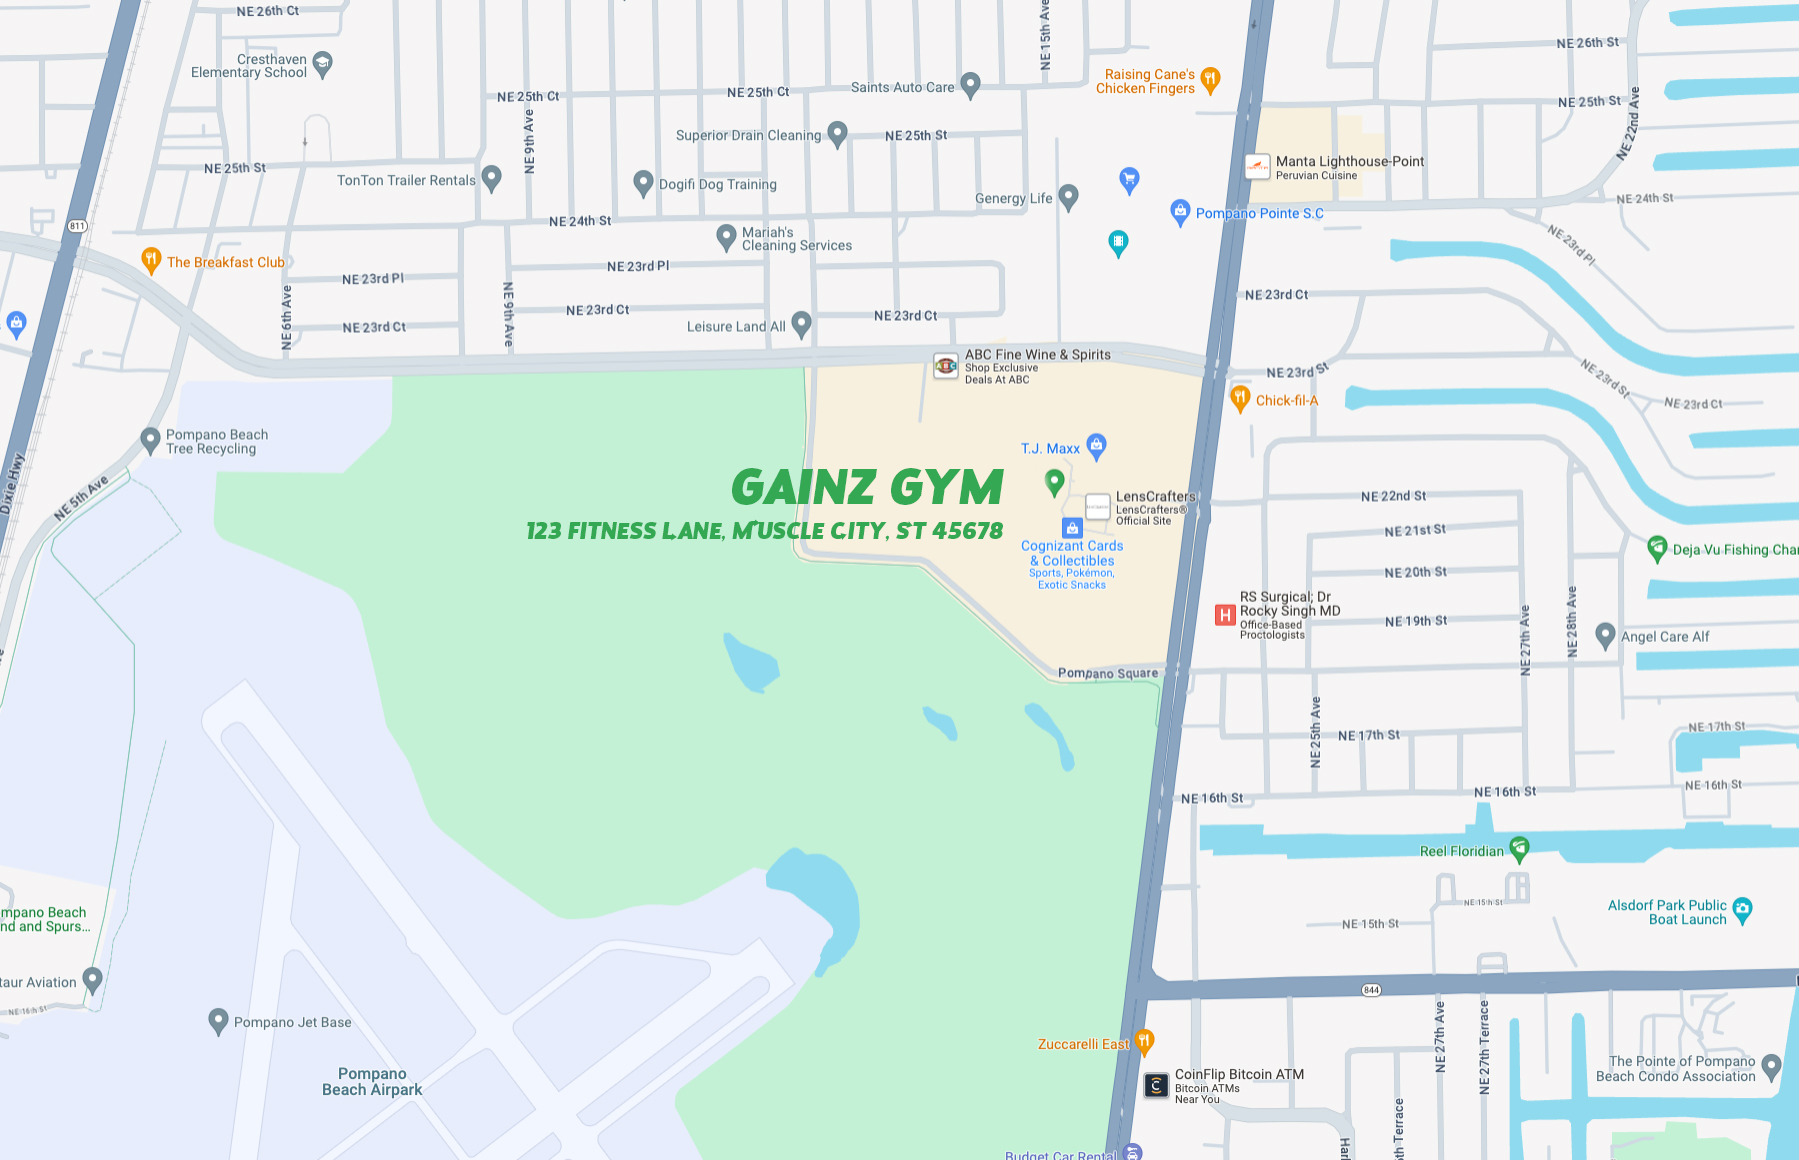 NE 26th Ct
Cresthaven
Elementary School
NE 15th Ave
NE 26th St
Raising Cane's
Chicken Fingers
NE 25th Ct
NE 25th Ct
Saints Auto Care
NE 25th St
NE 22nd Ave
NE 9th Ave
Superior Drain Cleaning
NE 25th St
NE 25th St
TonTon Trailer Rentals
Dogifi Dog Training
Manta Lighthouse-Point
Peruvian Cuisine
Genergy Life
NE 24th St
Pompano Pointe S.C
811
NE 24th St
Mariah's
Cleaning Services
NE 23rd Pl
The Breakfast Club
NE 23rd Pl
NE 23rd Pl
NE 6th Ave
NE 9th Ave
NE 23rd Ct
NE 23rd Ct
NE 23rd Ct
NE 23rd Ct
Leisure Land All
ABC Fine Wine & Spirits
Shop Exclusive
Deals At ABC
NE 23rd St
NE 23rd St
Chick-fil-A
NE 23rd Ct
Pompano Beach
Tree Recycling
T.J. Maxx
Dixie Hwy
NE 5th Ave
GAINZ GYM
123 FITNESS LANE, MUSCLE CITY, ST 45678
LensCrafters
LensCrafters®
Official Site
NE 22nd St
NE 21st St
Cognizant Cards
& Collectibles
Sports, Pokémon,
Exotic Snacks
Deja Vu Fishing Char
NE 20th St
RS Surgical; Dr
Rocky Singh MD
Office-Based
Proctologists
NE 19th St
NE 27th Ave
NE 28th Ave
Angel Care Alf
Pompano Square
NE 25th Ave
NE 17th St
NE 17th St
NE 16th St
NE 16th St
NE 16th St
Reel Floridian
mpano Beach
nd and Spurs...
NE 15th St
NE 15th St
Alsdorf Park Public
Boat Launch
taur Aviation
NE 16th St
844
Pompano Jet Base
Zuccarelli East
NE 27th Ave
NE 27th Terrace
Pompano
Beach Airpark
CoinFlip Bitcoin ATM
Bitcoin ATMs
Near You
The Pointe of Pompano
Beach Condo Association
6th Terrace
Har
Budget Car Rental